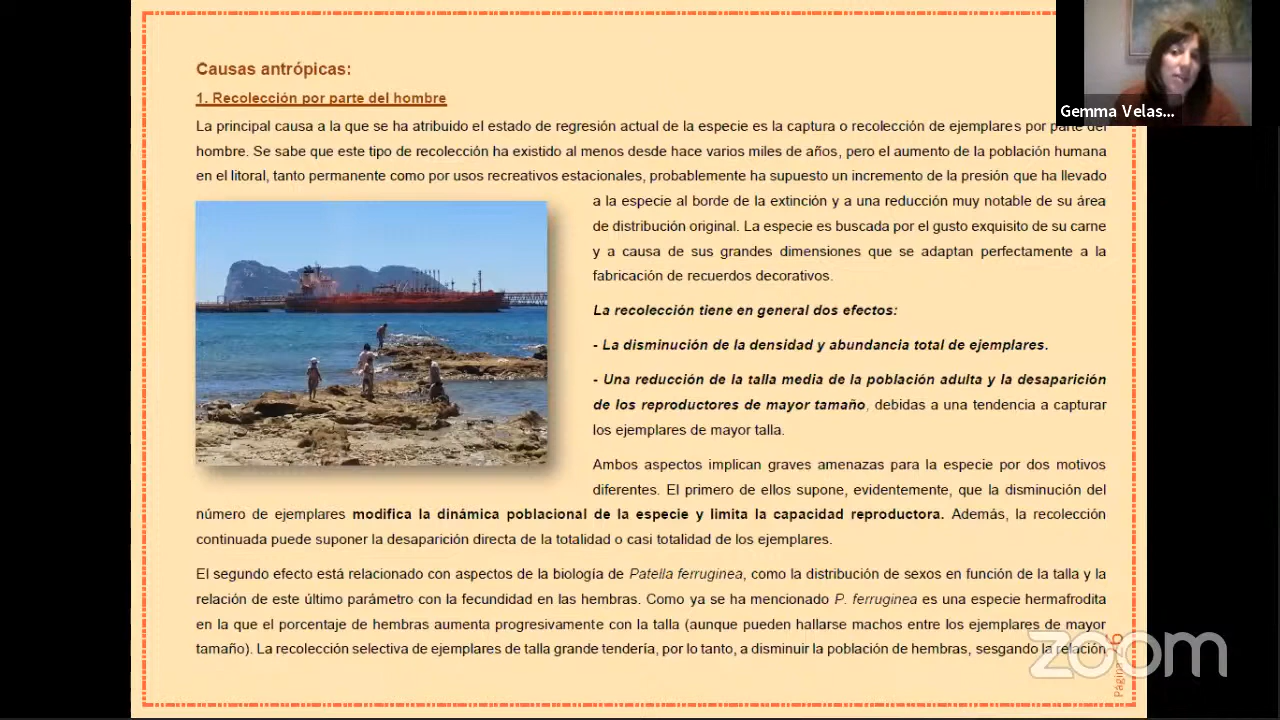 Causas antrópicas:
1. Recolección por parte del hombre
La principal causa a la que se ha atribuido el estado de regresión actual de la especie es la captura o recolección de ejemplares por parte del
hombre. Se sabe que este tipo de recolección ha existido al menos desde hace varios miles de años, pero el aumento de la población humana
en el litoral, tanto permanente como por usos recreativos estacionales, probablemente ha supuesto un incremento de la presión que ha llevado
a la especie al borde de la extinción y a una reducción muy notable de su área
de distribución original. La especie es buscada por el gusto exquisito de su carne
y a causa de sus grandes dimensiones que se adaptan perfectamente a la
fabricación de recuerdos decorativos.
La recolección tiene en general dos efectos:
- La disminución de la densidad y abundancia total de ejemplares.
- Una reducción de la talla media de la población adulta y la desaparición
de los reproductores de mayor tamaño, debidas a una tendencia a capturar
los ejemplares de mayor talla.
Ambos aspectos implican graves amenazas para la especie por dos motivos
diferentes. El primero de ellos supone, evidentemente, que la disminución del
número de ejemplares modifica la dinámica poblacional de la especie y limita la capacidad reproductora. Además, la recolección
continuada puede suponer la desaparición directa de la totalidad o casi totalidad de los ejemplares.
El segundo efecto está relacionado con aspectos de la biología de Patella ferruginea, como la distribución de sexos en función de la talla y la
relación de este último parámetro con la fecundidad en las hembras. Como ya se ha mencionado P. ferruginea es una especie hermafrodita
en la que el porcentaje de hembras aumenta progresivamente con la talla (aunque pueden hallarse machos entre los ejemplares de mayor
tamaño). La recolección selectiva de ejemplares de talla grande tendería, por lo tanto, a disminuir la población de hembras, sesgando la relación
Página
Gemma Velas...
zoom